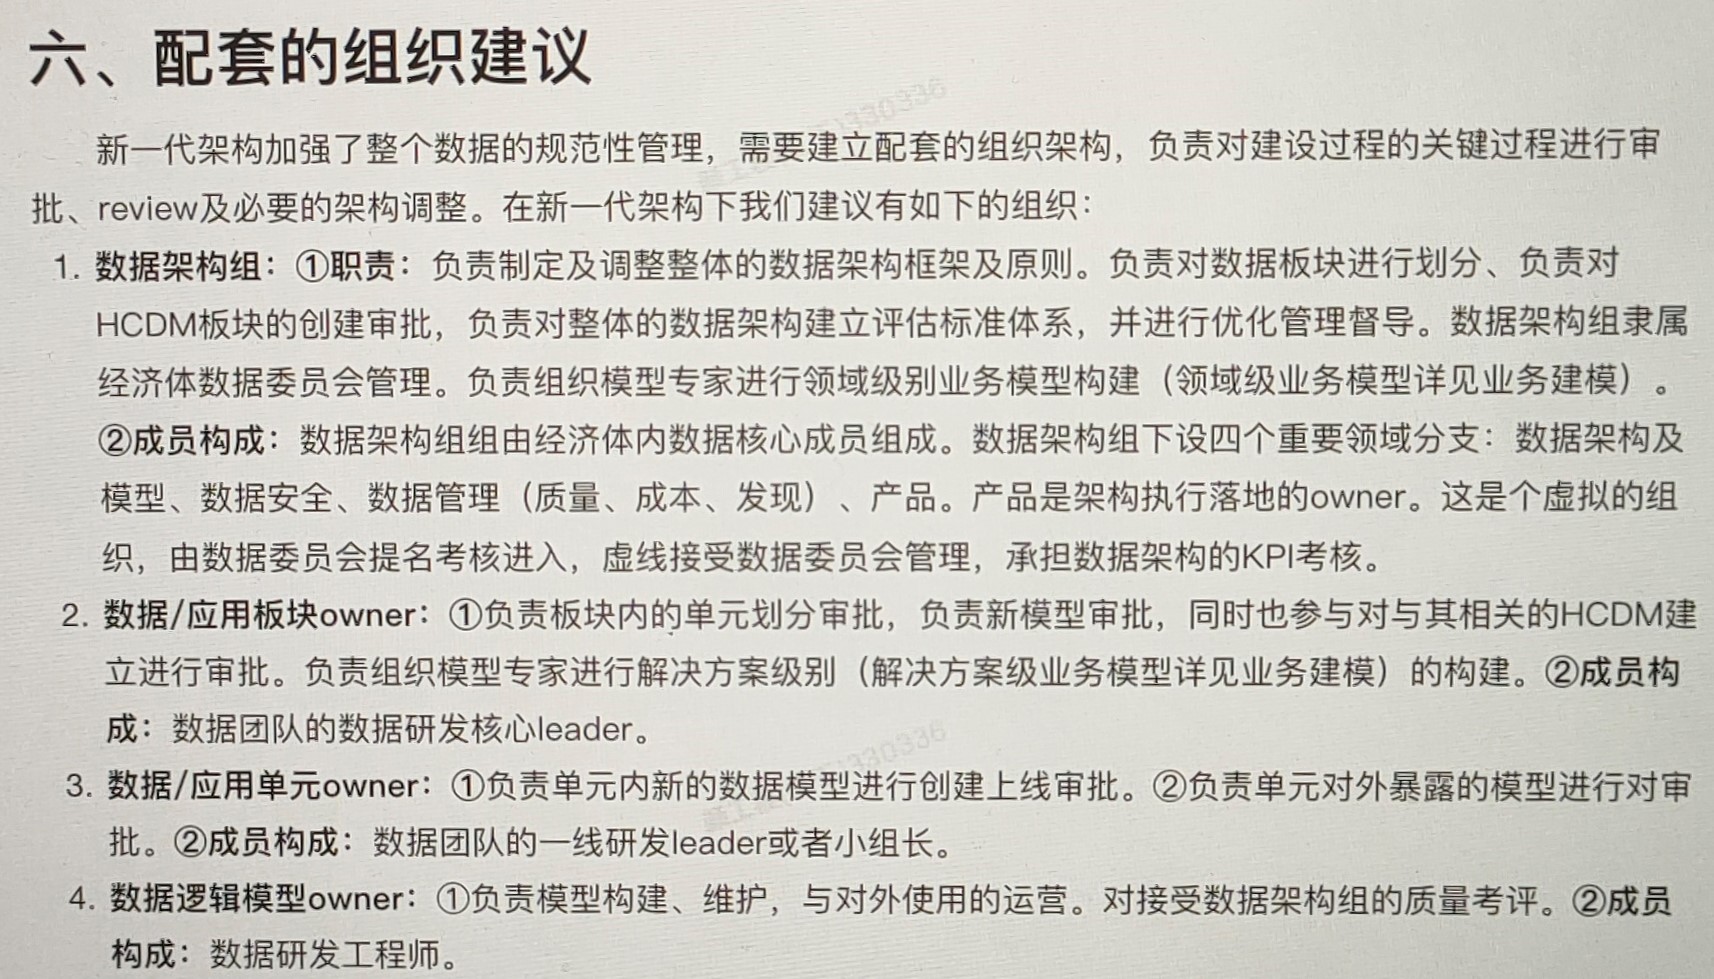 六、配套的组织建议
新一代架构加强了整个数据的规范性管理，需要建立配套的组织架构，负责对建设过程的关键过程进行审
批、review及必要的架构调整。在新一代架构下我们建议有如下的组织：
1. 数据架构组：①职责：负责制定及调整整体的数据架构框架及原则。负责对数据板块进行划分、负责对
HCDM板块的创建审批，负责对整体的数据架构建立评估标准体系，并进行优化管理督导。数据架构组隶属
经济体数据委员会管理。负责组织模型专家进行领域级别业务模型构建（领域级业务模型详见业务建模）。
②成员构成：数据架构组组由经济体内数据核心成员组成。数据架构组下设四个重要领域分支：数据架构及
模型、数据安全、数据管理（质量、成本、发现）、产品。产品是架构执行落地的owner。这是个虚拟的组
织，由数据委员会提名考核进入，虚线接受数据委员会管理，承担数据架构的KPI考核。
2. 数据/应用板块owner：①负责板块内的单元划分审批，负责新模型审批，同时也参与对与其相关的HCDM建
立进行审批。负责组织模型专家进行解决方案级别（解决方案级业务模型详见业务建模）的构建。②成员构
成：数据团队的数据研发核心leader。
3. 数据/应用单元owner：①负责单元内新的数据模型进行创建上线审批。②负责单元对外暴露的模型进行对审
批。②成员构成：数据团队的一线研发leader或者小组长。
4. 数据逻辑模型owner：①负责模型构建、维护，与对外使用的运营。对接受数据架构组的质量考评。②成员
构成：数据研发工程师。